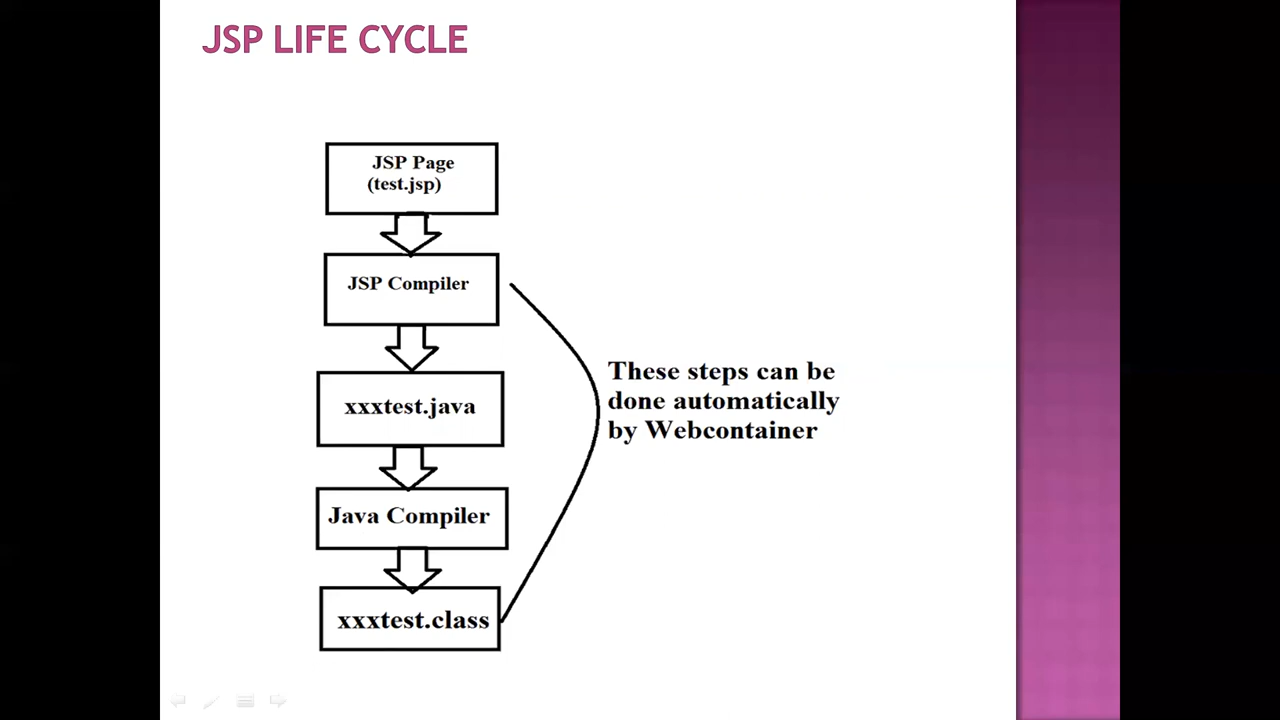 JSP LIFE CYCLE
JSP Page
(test.jsp)
JSP Compiler
xxxtest.java
Java Compiler
xxxtest.class
These steps can be
done automatically
by Webcontainer